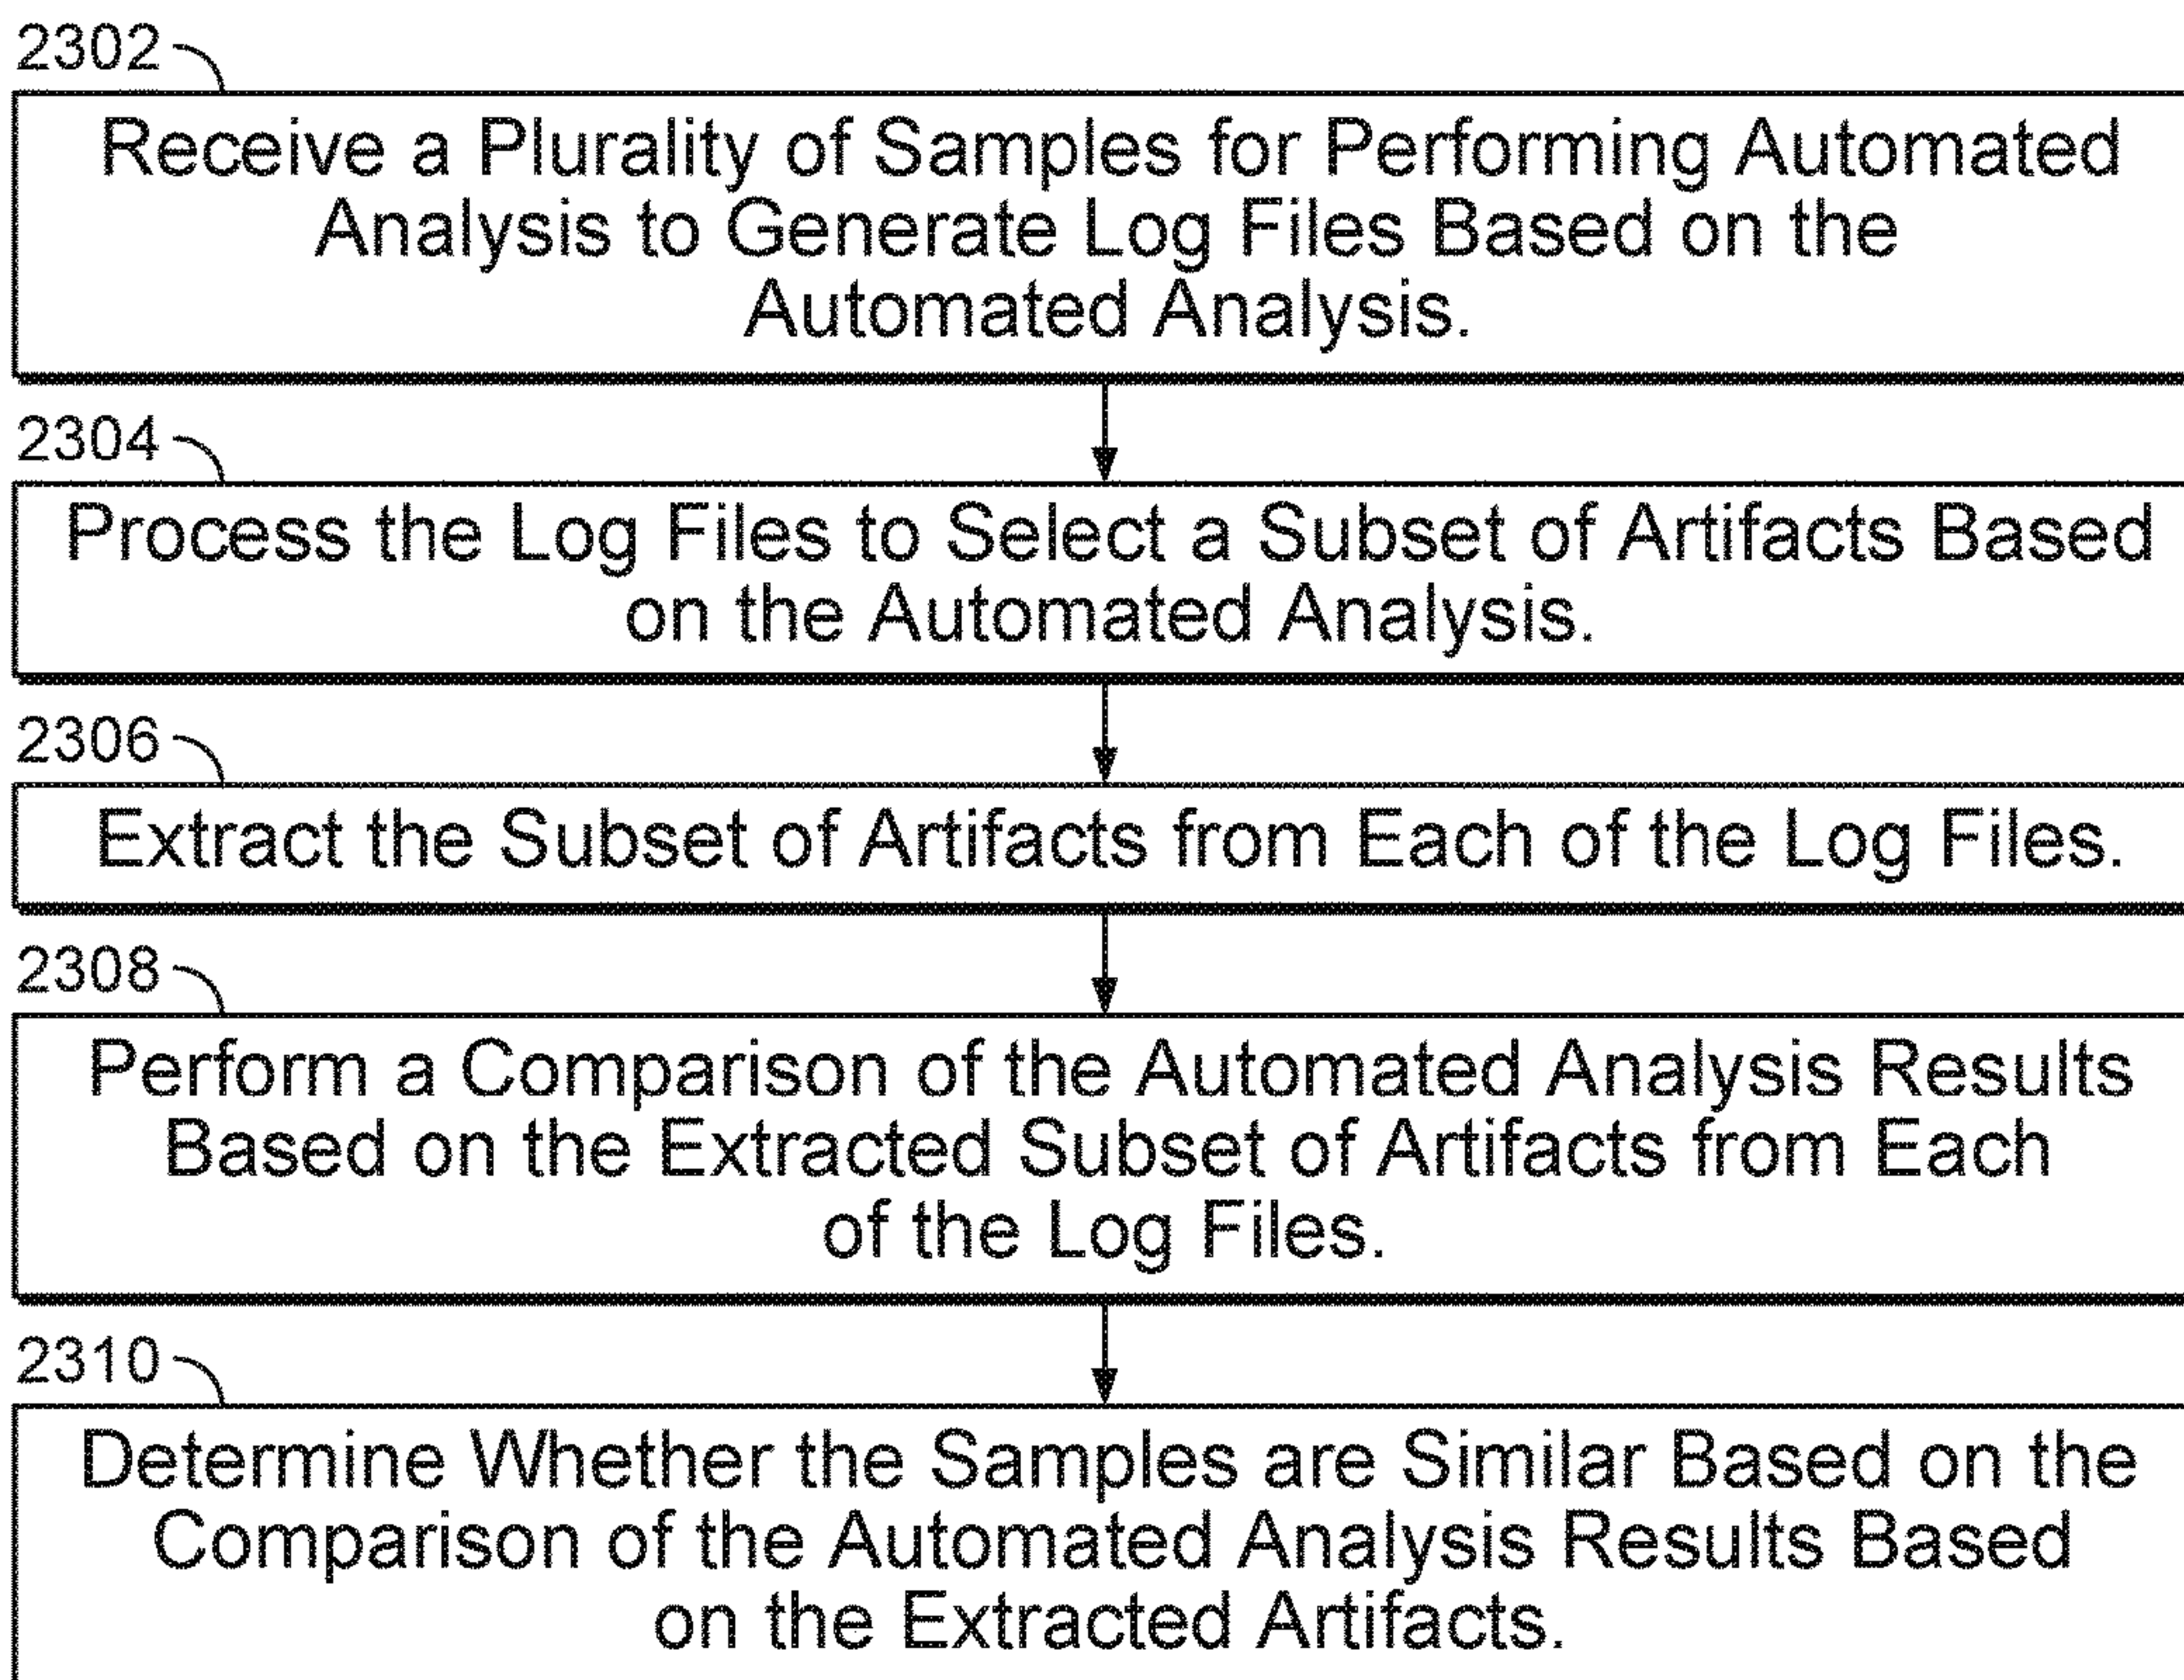 2302
Receive a Plurality of Samples for Performing Automated
Analysis to Generate Log Files Based on the
Automated Analysis.
2304
Process the Log Files to Select a Subset of Artifacts Based
on the Automated Analysis.
2306
Extract the Subset of Artifacts from Each of the Log Files.
2308
Perform a Comparison of the Automated Analysis Results
Based on the Extracted Subset of Artifacts from Each
of the Log Files.
2310
Determine Whether the Samples are Similar Based on the
Comparison of the Automated Analysis Results Based
on the Extracted Artifacts.